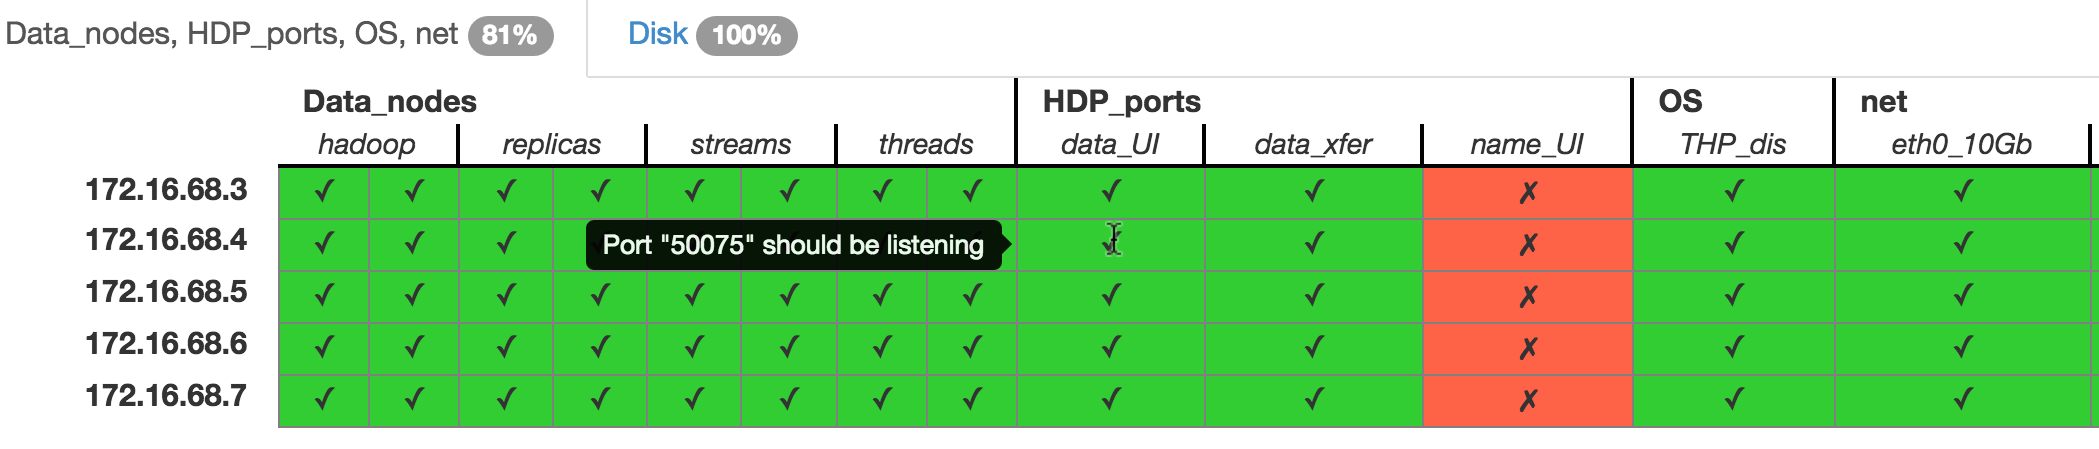 Data_nodes, HDP_ports, OS, net 81% Disk 100%
Data_nodes HDP_ports OS net
hadoop replicas streams threads data_UI data_xfer name_UI THP_dis eth0_10Gb
172.16.68.3 ✓ ✓ ✓ ✓ ✓ ✓ ✓ ✓ ✓ ✓ ✗ ✓ ✓
172.16.68.4 ✓ ✓ ✓ Port "50075" should be listening ✓ ✓ ✗ ✓ ✓
172.16.68.5 ✓ ✓ ✓ ✓ ✓ ✓ ✓ ✓ ✓ ✓ ✗ ✓ ✓
172.16.68.6 ✓ ✓ ✓ ✓ ✓ ✓ ✓ ✓ ✓ ✓ ✗ ✓ ✓
172.16.68.7 ✓ ✓ ✓ ✓ ✓ ✓ ✓ ✓ ✓ ✓ ✗ ✓ ✓